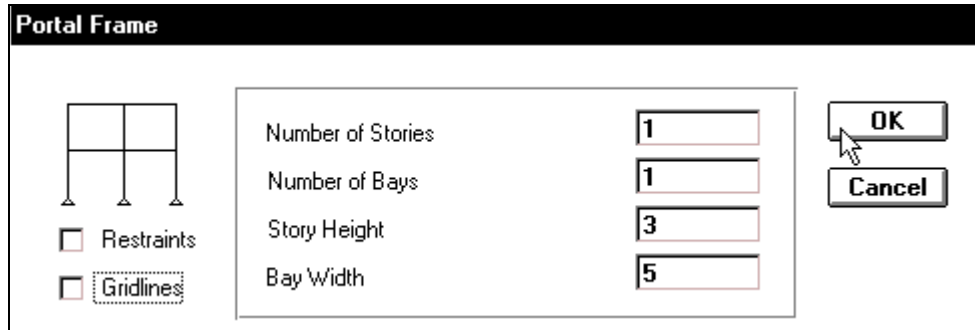 Portal Frame
Number of Stories 1
Number of Bays 1
Story Height 3
Bay Width 5
Restraints
Gridlines
OK
Cancel